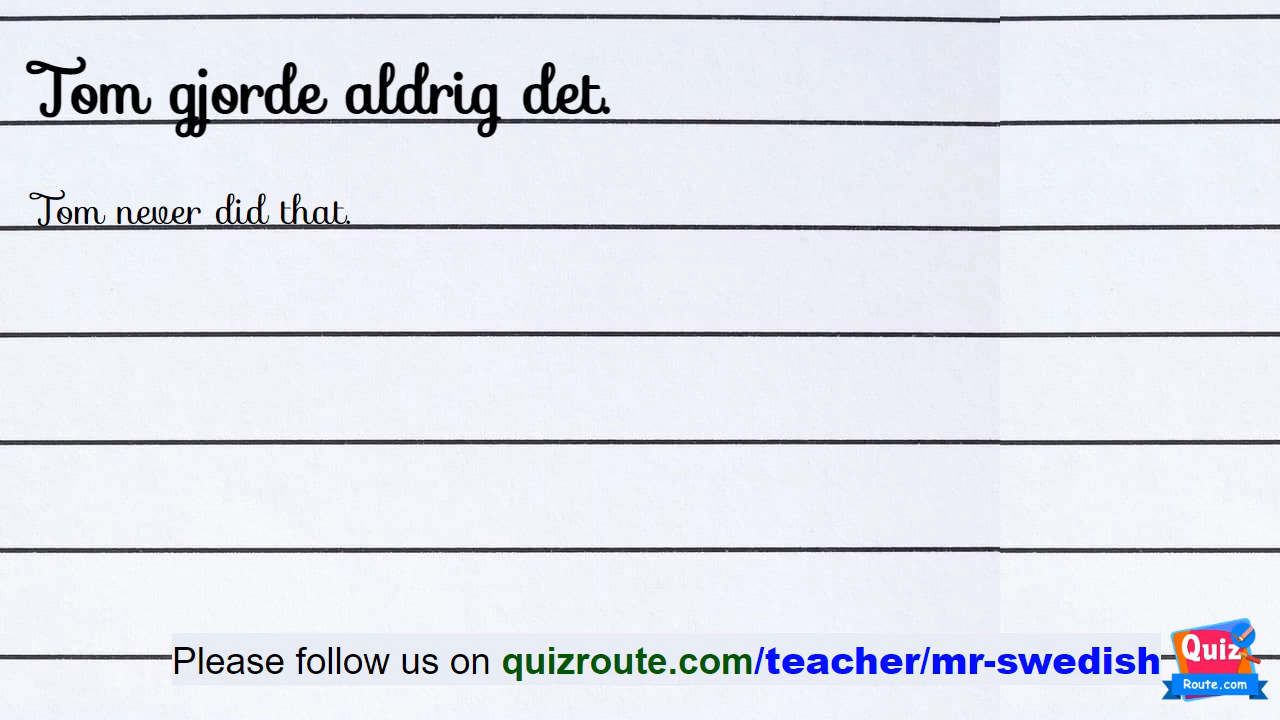 Tom gjorde aldrig det.
Tom never did that.
Please follow us on quizroute.com/teacher/mr-swedish
Quiz
Route.com